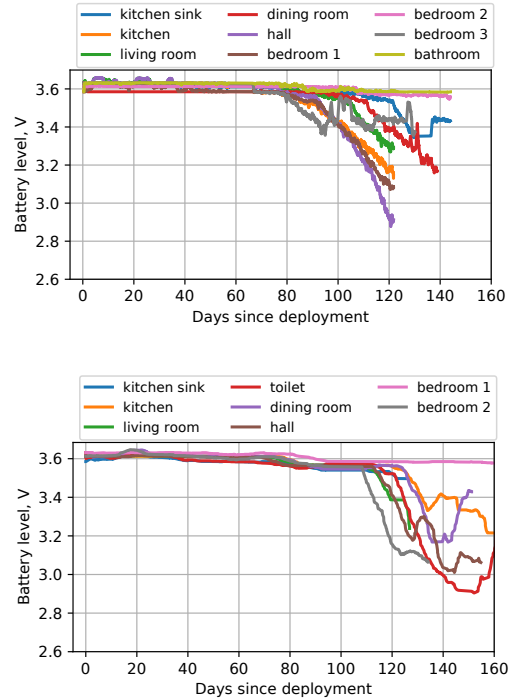 kitchen sink dining room bedroom 2
kitchen hall bedroom 3
living room bedroom 1 bathroom
3.6
3.4
3.2
3.0
2.8
2.6
Battery level, V
0 20 40 60 80 100 120 140 160
Days since deployment
kitchen sink toilet bedroom 1
kitchen dining room bedroom 2
living room hall
3.6
3.4
3.2
3.0
2.8
2.6
Battery level, V
0 20 40 60 80 100 120 140 160
Days since deployment